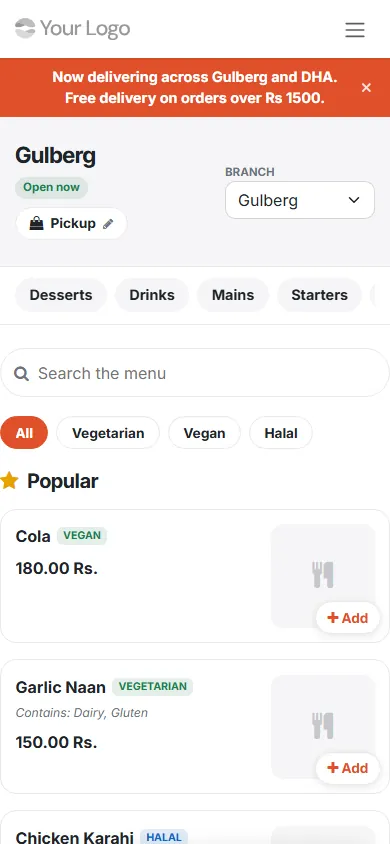 Your Logo
Now delivering across Gulberg and DHA.
Free delivery on orders over Rs 1500.
×
Gulberg
Open now
Pickup
BRANCH
Gulberg
Desserts
Drinks
Mains
Starters
Search the menu
All
Vegetarian
Vegan
Halal
Popular
Cola VEGAN
180.00 Rs.
+ Add
Garlic Naan VEGETARIAN
Contains: Dairy, Gluten
150.00 Rs.
+ Add
Chicken Karahi HALAL